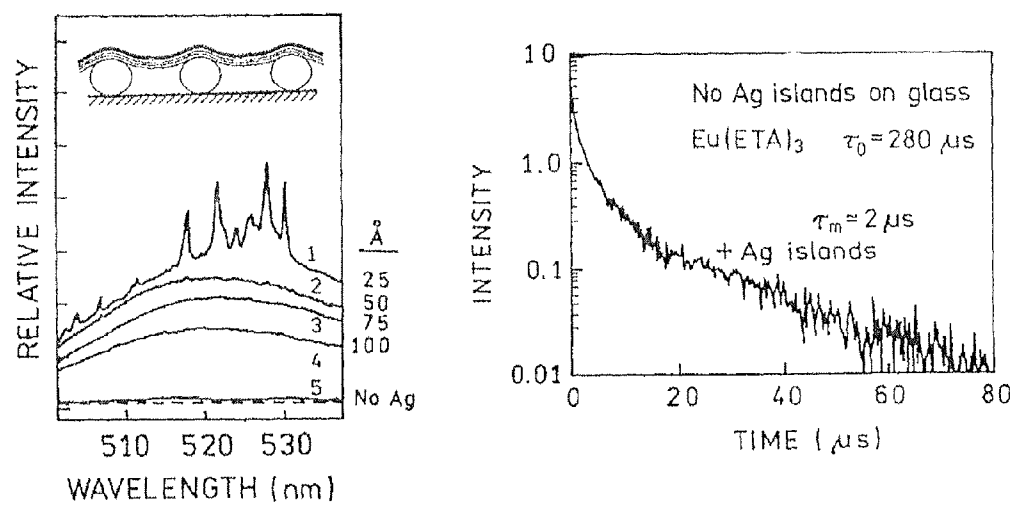 RELATIVE INTENSITY
1
2
3
4
5
Å
25
50
75
100
No Ag
510 520 530
WAVELENGTH (nm)
INTENSITY
10
1.0
0.1
0.01
No Ag islands on glass
Eu(ETA)₃ τ₀=280 μs
τₘ=2 μs
+ Ag islands
0 20 40 60 80
TIME (μs)